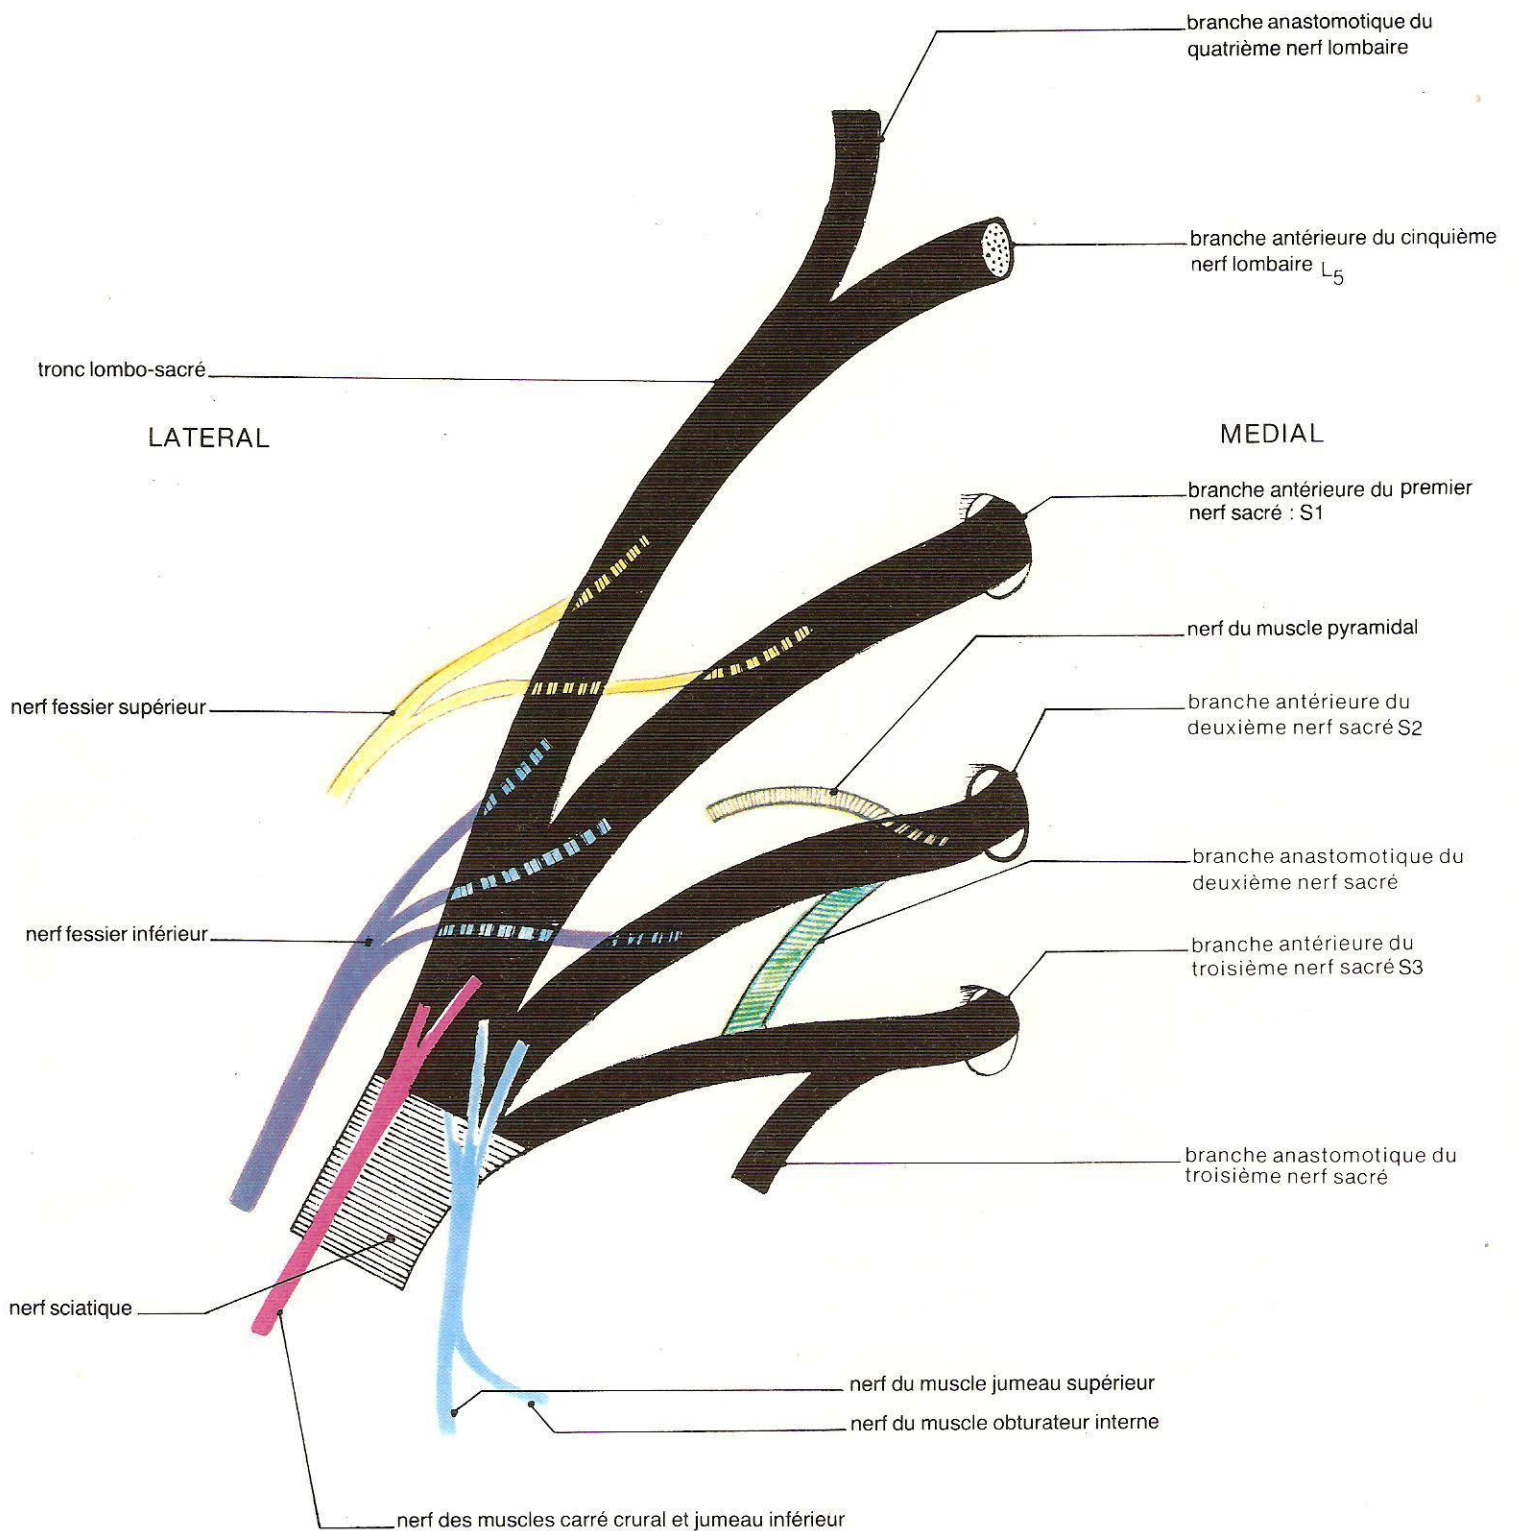 branche anastomotique du
quatrième nerf lombaire
branche antérieure du cinquième
nerf lombaire L5
tronc lombo-sacré
LATERAL
MEDIAL
branche antérieure du premier
nerf sacré : S1
nerf du muscle pyramidal
branche antérieure du
deuxième nerf sacré S2
nerf fessier supérieur
branche anastomotique du
deuxième nerf sacré
nerf fessier inférieur
branche antérieure du
troisième nerf sacré S3
branche anastomotique du
troisième nerf sacré
nerf sciatique
nerf du muscle jumeau supérieur
nerf du muscle obturateur interne
nerf des muscles carré crural et jumeau inférieur